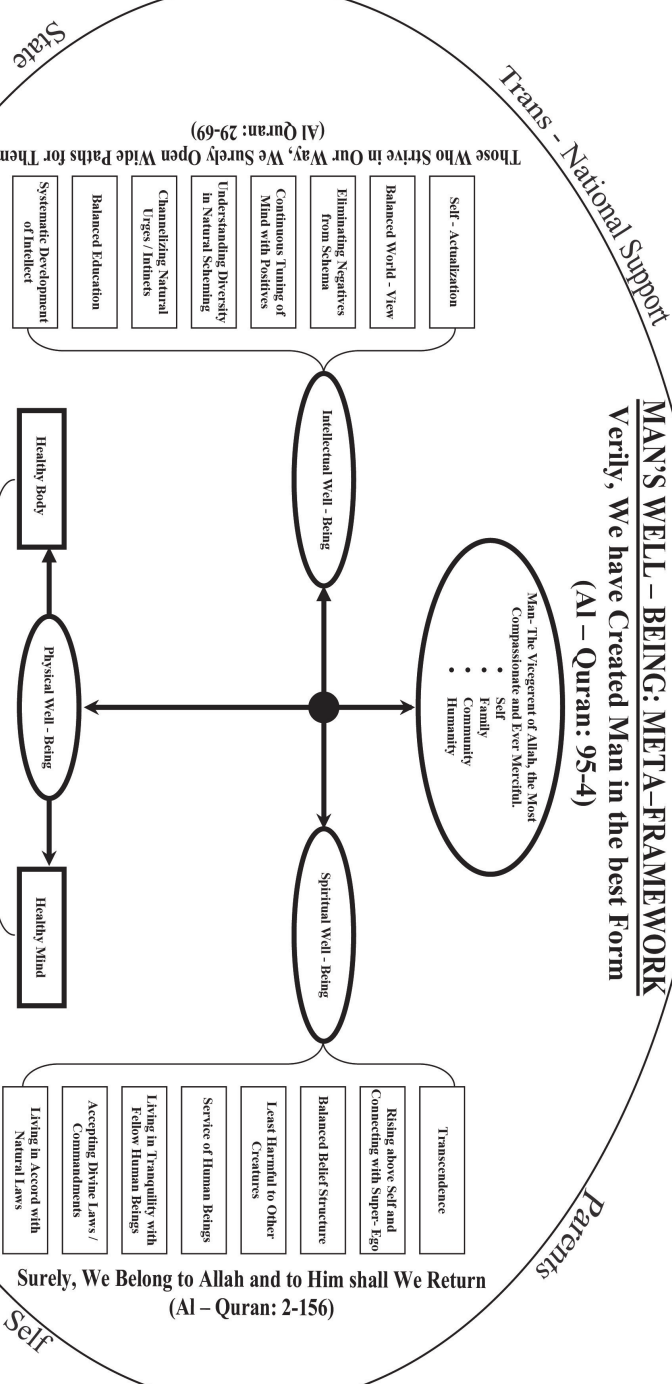 MAN'S WELL – BEING: META–FRAMEWORK
Verily, We have Created Man in the best Form
(Al – Quran: 95-4)
Trans - National Support
Parents
State
Self
Man- The Vicegerent of Allah, the Most
Compassionate and Ever Merciful.
• Self
• Family
• Community
• Humanity
Intellectual Well - Being
Spiritual Well - Being
Physical Well - Being
Healthy Body
Healthy Mind
Those Who Strive in Our Way, We Surely Open Wide Paths for Them
(Al Quran: 29-69)
Self - Actualization
Balanced World - View
Eliminating Negatives
from Schema
Continuous Tuning of
Mind with Positives
Understanding Diversity
in Natural Scheming
Channelizing Natural
Urges / Intinets
Balanced Education
Systematic Development
of Intellect
Transcendence
Rising above Self and
Connecting with Super- Ego
Balanced Belief Structure
Least Harmful to Other
Creatures
Service of Human Beings
Living in Tranquility with
Fellow Human Beings
Accepting Divine Laws /
Commandments
Living in Accord with
Natural Laws
Surely, We Belong to Allah and to Him shall We Return
(Al – Quran: 2-156)